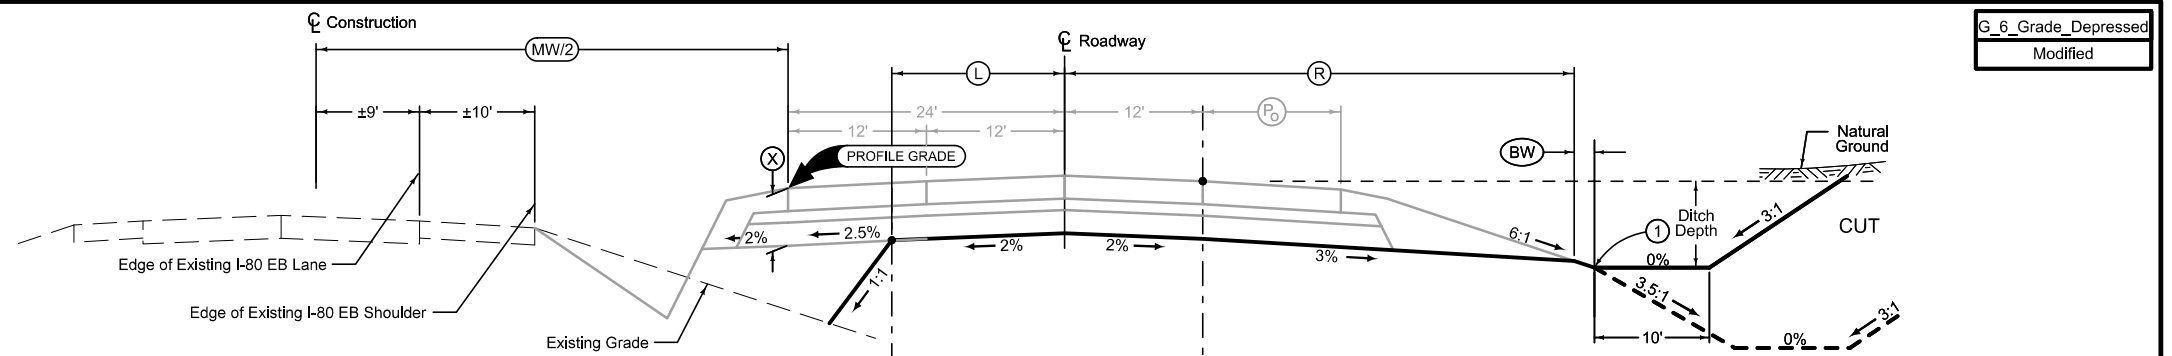 ℄ Construction
G_6_Grade_Depressed
Modified
MW/2
℄ Roadway
L
R
±9'
±10'
24'
12'
Po
12'
12'
Natural
Ground
X
PROFILE GRADE
BW
Ditch
Depth
1
3:1
CUT
2%
2.5%
2%
2%
6:1
3%
0%
Edge of Existing I-80 EB Lane
1:1
3.5:1
Edge of Existing I-80 EB Shoulder
3:1
Existing Grade
10'
0%